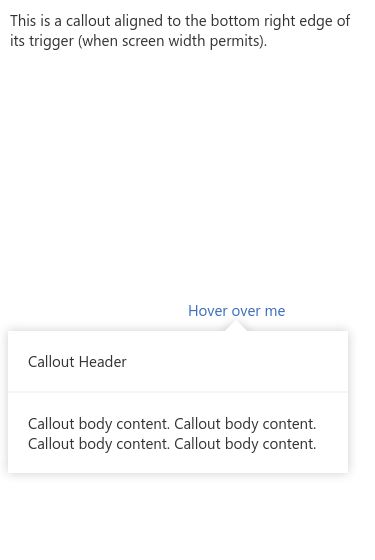 This is a callout aligned to the bottom right edge of
its trigger (when screen width permits).
Hover over me
Callout Header
Callout body content. Callout body content.
Callout body content. Callout body content.